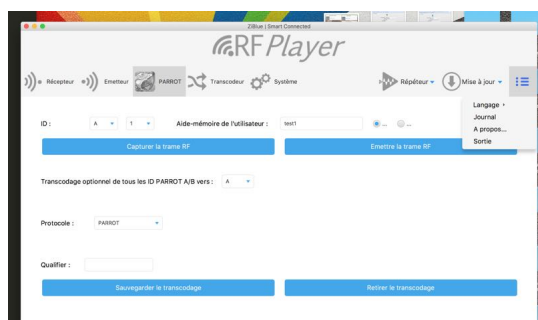 ZiBlue | Smart Connected
RFPlayer
Récepteur Emetteur PARROT Transcodeur Système Répéteur Mise à jour
Langage
Journal
A propos...
Sortie
ID : A 1 Aide-mémoire de l'utilisateur : test1 ... ...
Capturer la trame RF Emettre la trame RF
Transcodage optionnel de tous les ID PARROT A/B vers : A
Protocole : PARROT
Qualifier :
Sauvegarder le transcodage Retirer le transcodage